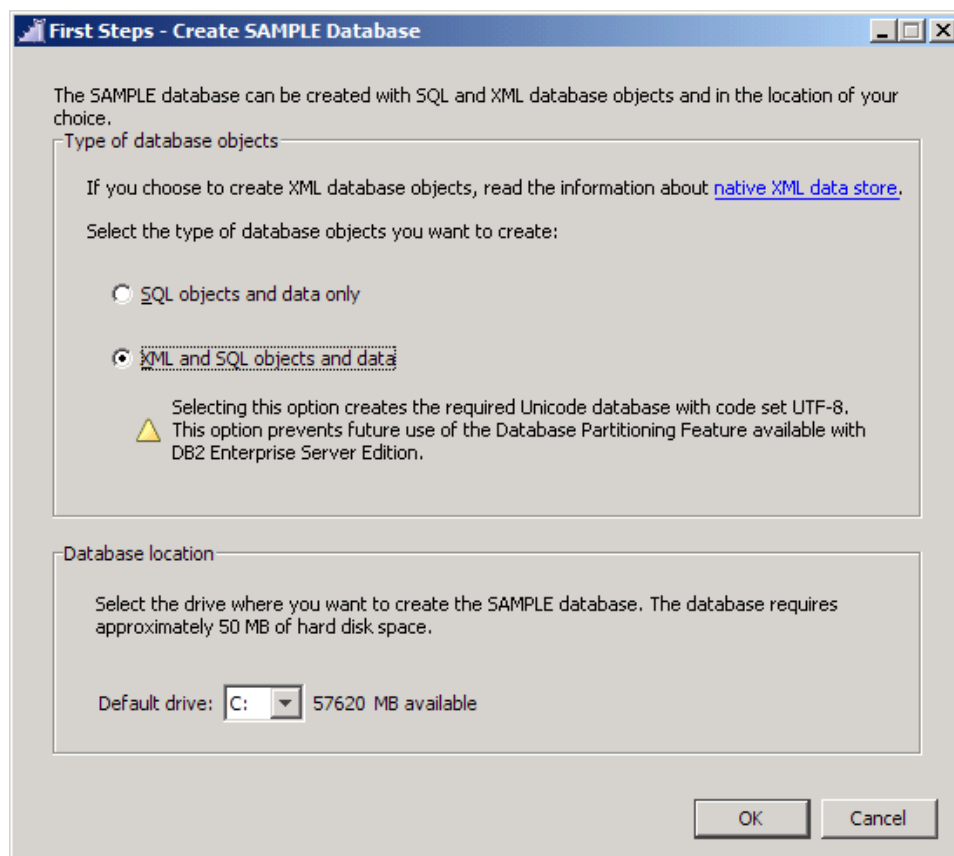 First Steps - Create SAMPLE Database
The SAMPLE database can be created with SQL and XML database objects and in the location of your
choice.
Type of database objects
If you choose to create XML database objects, read the information about native XML data store.
Select the type of database objects you want to create:
SQL objects and data only
XML and SQL objects and data
Selecting this option creates the required Unicode database with code set UTF-8.
This option prevents future use of the Database Partitioning Feature available with
DB2 Enterprise Server Edition.
Database location
Select the drive where you want to create the SAMPLE database. The database requires
approximately 50 MB of hard disk space.
Default drive: C: 57620 MB available
OK Cancel